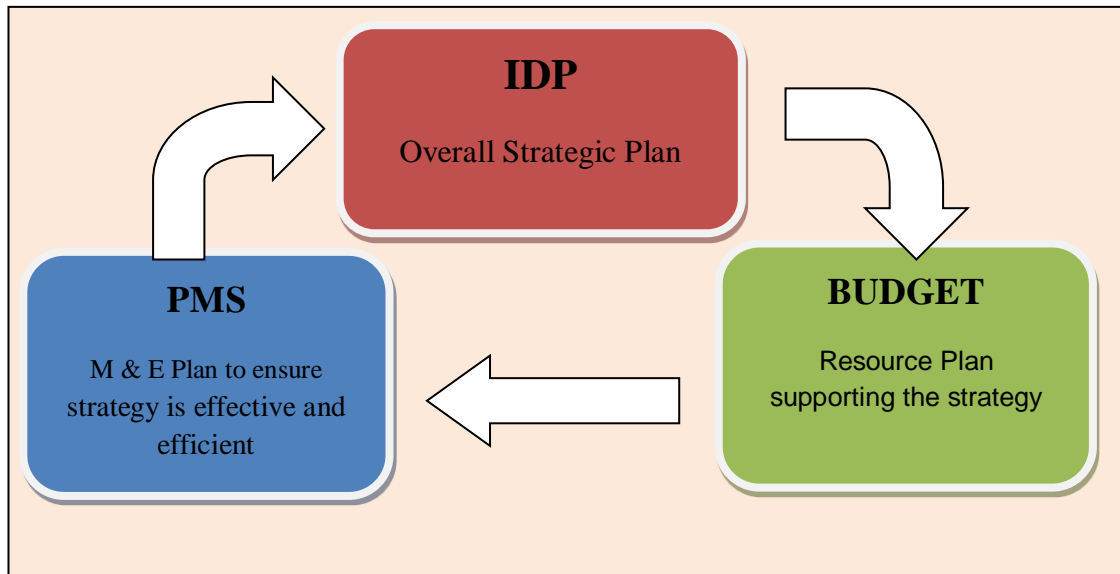 IDP
Overall Strategic Plan
PMS
M & E Plan to ensure
strategy is effective and
efficient
BUDGET
Resource Plan
supporting the strategy